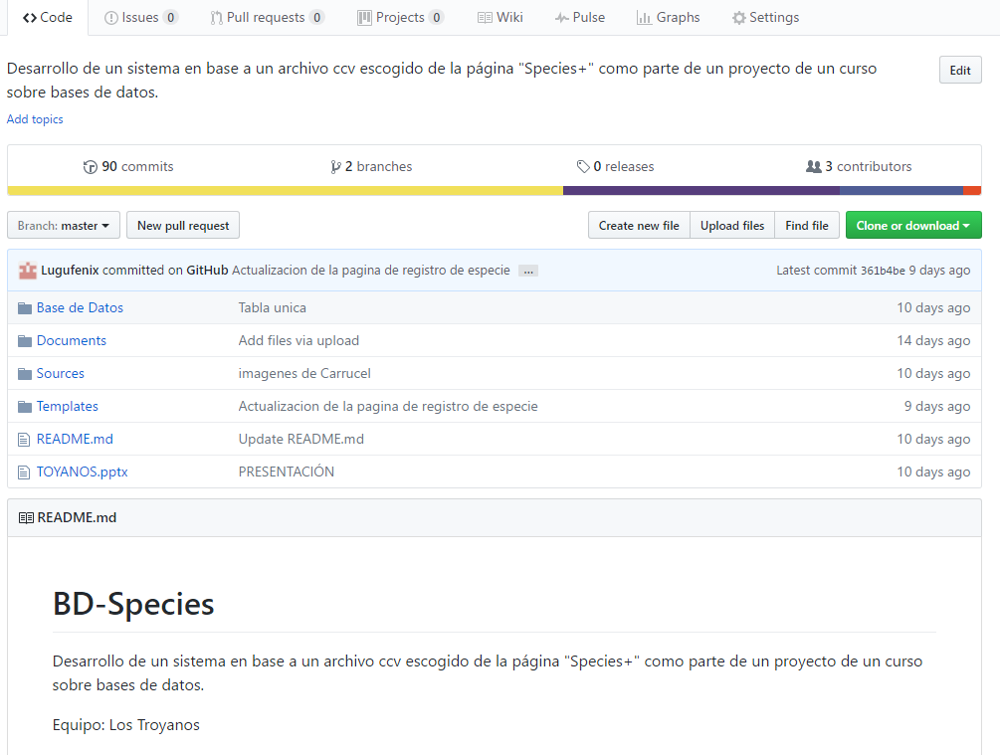 Code Issues 0 Pull requests 0 Projects 0 Wiki Pulse Graphs Settings
Desarrollo de un sistema en base a un archivo ccv escogido de la página "Species+" como parte de un proyecto de un curso
sobre bases de datos.
Edit
Add topics
90 commits 2 branches 0 releases 3 contributors
Branch: master New pull request Create new file Upload files Find file Clone or download
Lugufenix committed on GitHub Actualizacion de la pagina de registro de especie ... Latest commit 361b4be 9 days ago
Base de Datos Tabla unica 10 days ago
Documents Add files via upload 14 days ago
Sources imagenes de Carrucel 10 days ago
Templates Actualizacion de la pagina de registro de especie 9 days ago
README.md Update README.md 10 days ago
TOYANOS.pptx PRESENTACIÓN 10 days ago
README.md
BD-Species
Desarrollo de un sistema en base a un archivo ccv escogido de la página "Species+" como parte de un proyecto de un curso
sobre bases de datos.
Equipo: Los Troyanos